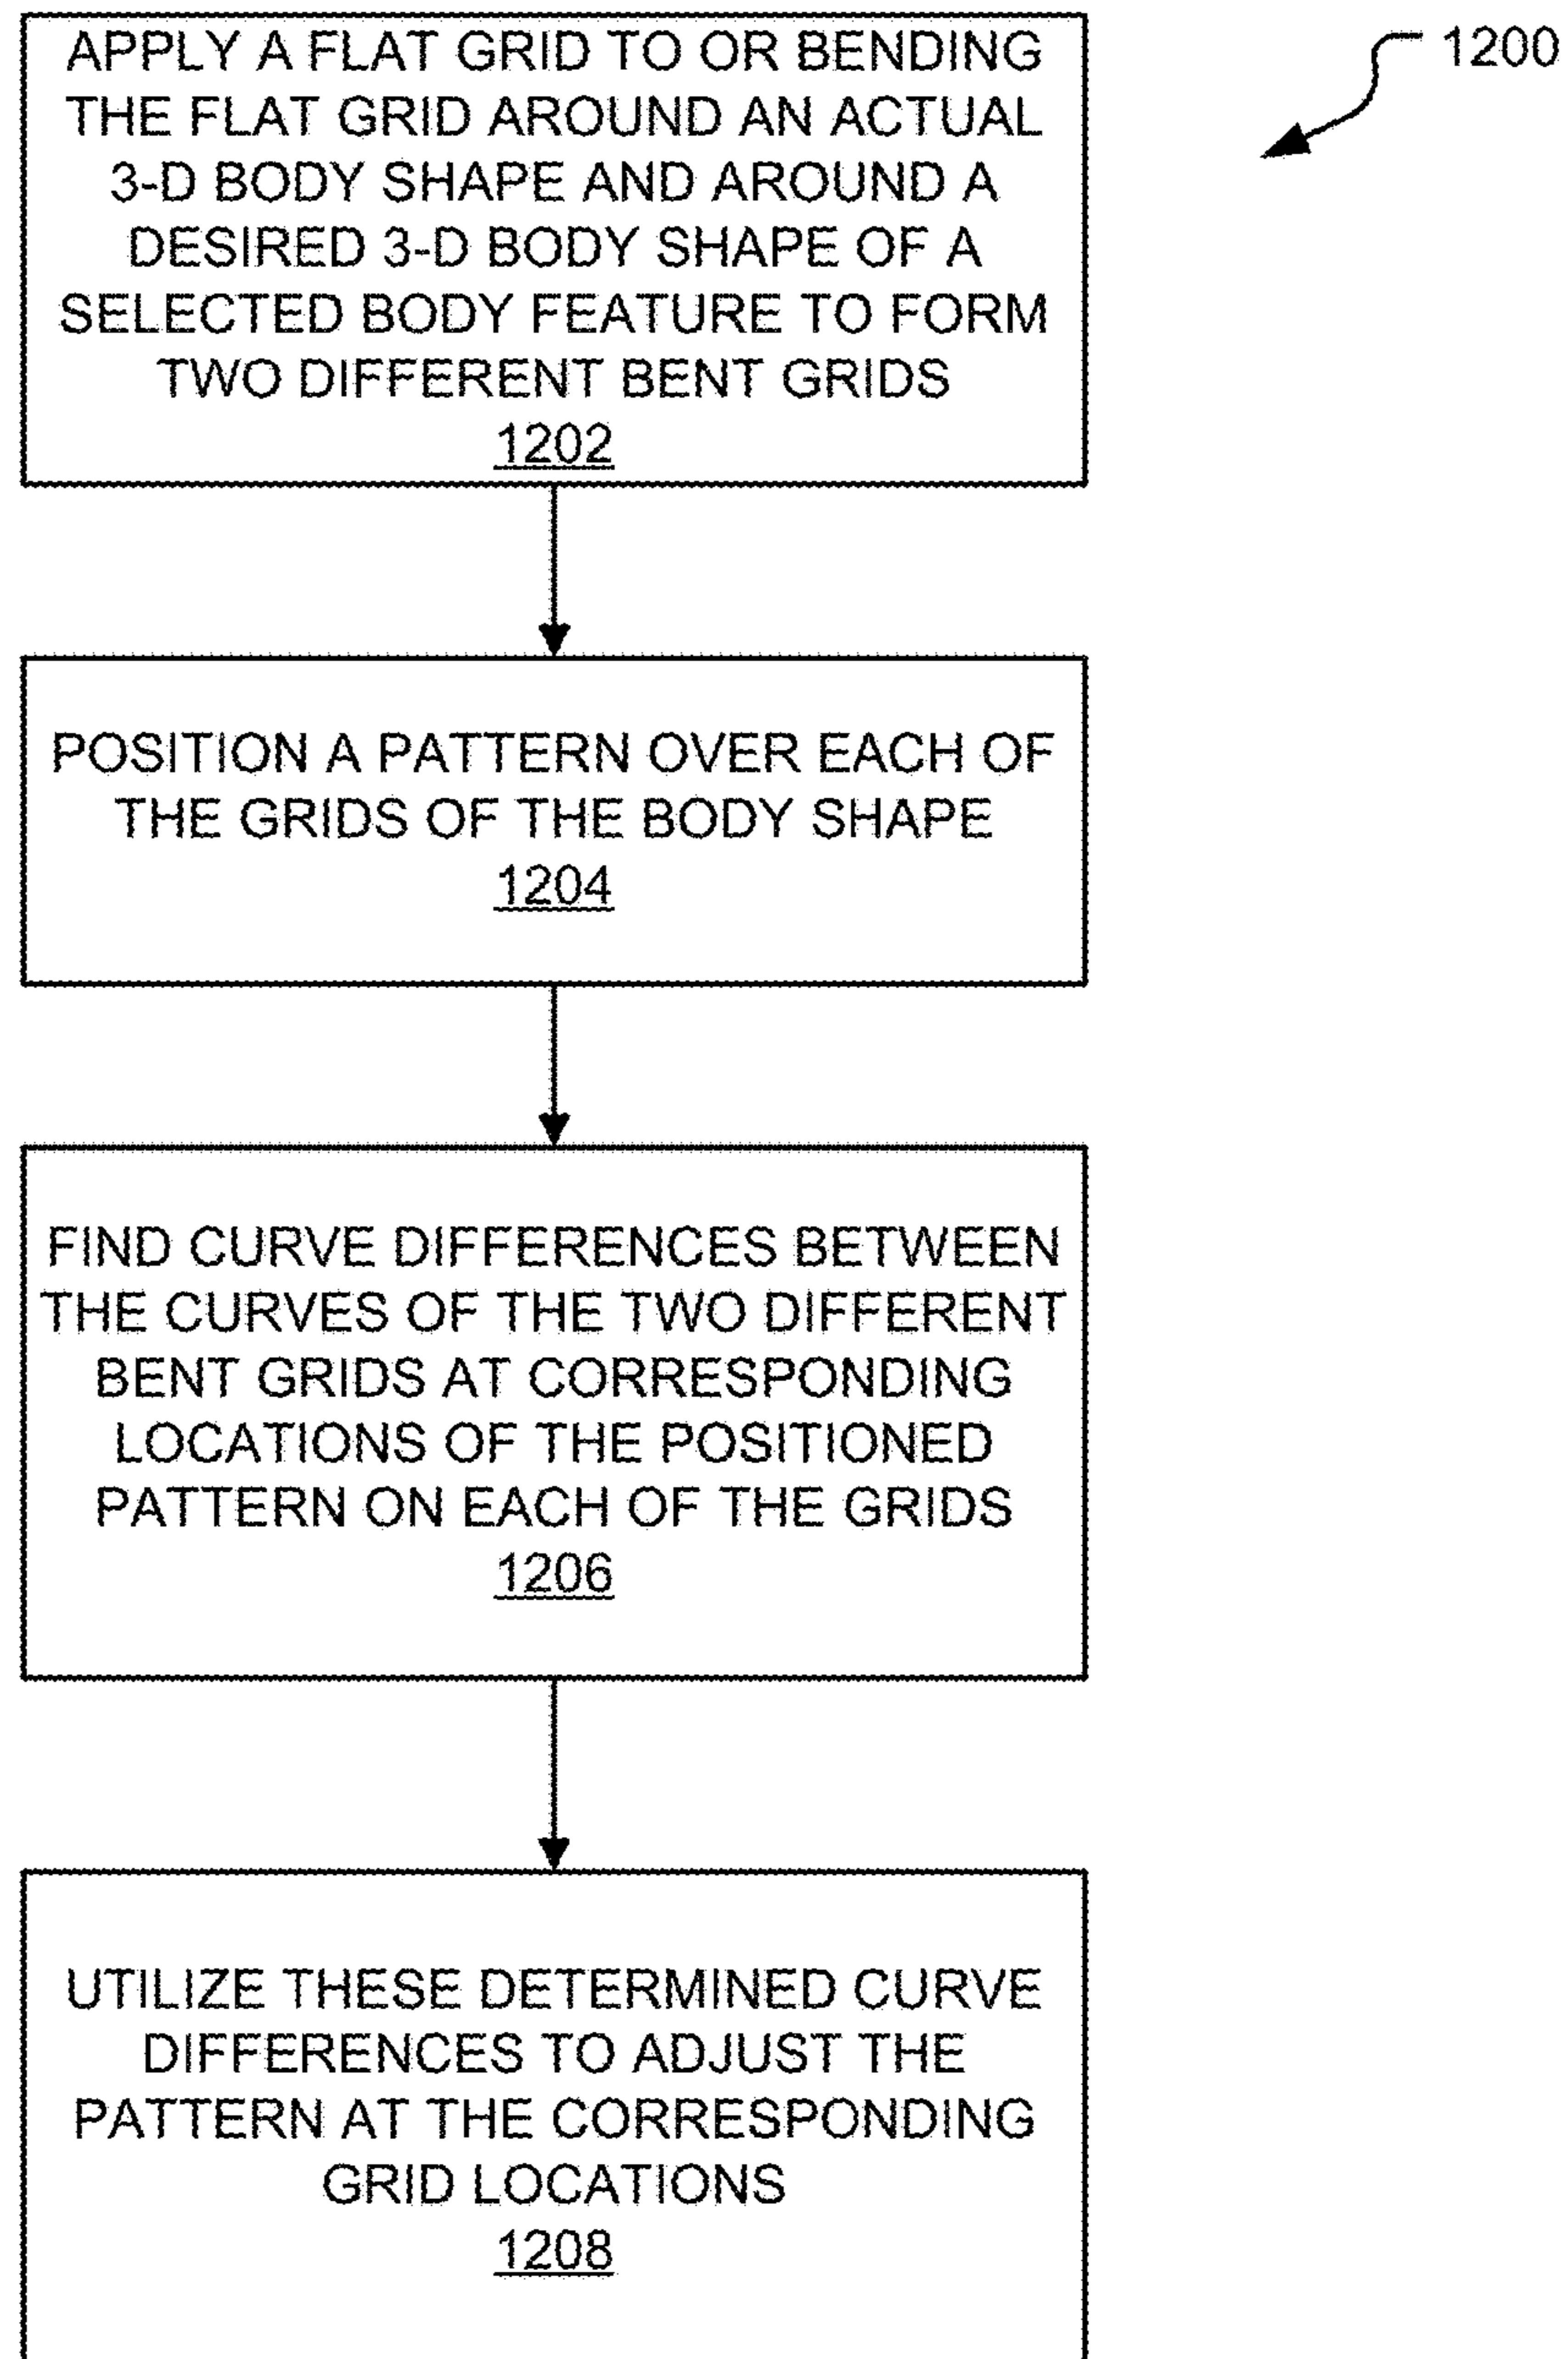 APPLY A FLAT GRID TO OR BENDING
THE FLAT GRID AROUND AN ACTUAL
3-D BODY SHAPE AND AROUND A
DESIRED 3-D BODY SHAPE OF A
SELECTED BODY FEATURE TO FORM
TWO DIFFERENT BENT GRIDS
1202
1200
POSITION A PATTERN OVER EACH OF
THE GRIDS OF THE BODY SHAPE
1204
FIND CURVE DIFFERENCES BETWEEN
THE CURVES OF THE TWO DIFFERENT
BENT GRIDS AT CORRESPONDING
LOCATIONS OF THE POSITIONED
PATTERN ON EACH OF THE GRIDS
1206
UTILIZE THESE DETERMINED CURVE
DIFFERENCES TO ADJUST THE
PATTERN AT THE CORRESPONDING
GRID LOCATIONS
1208